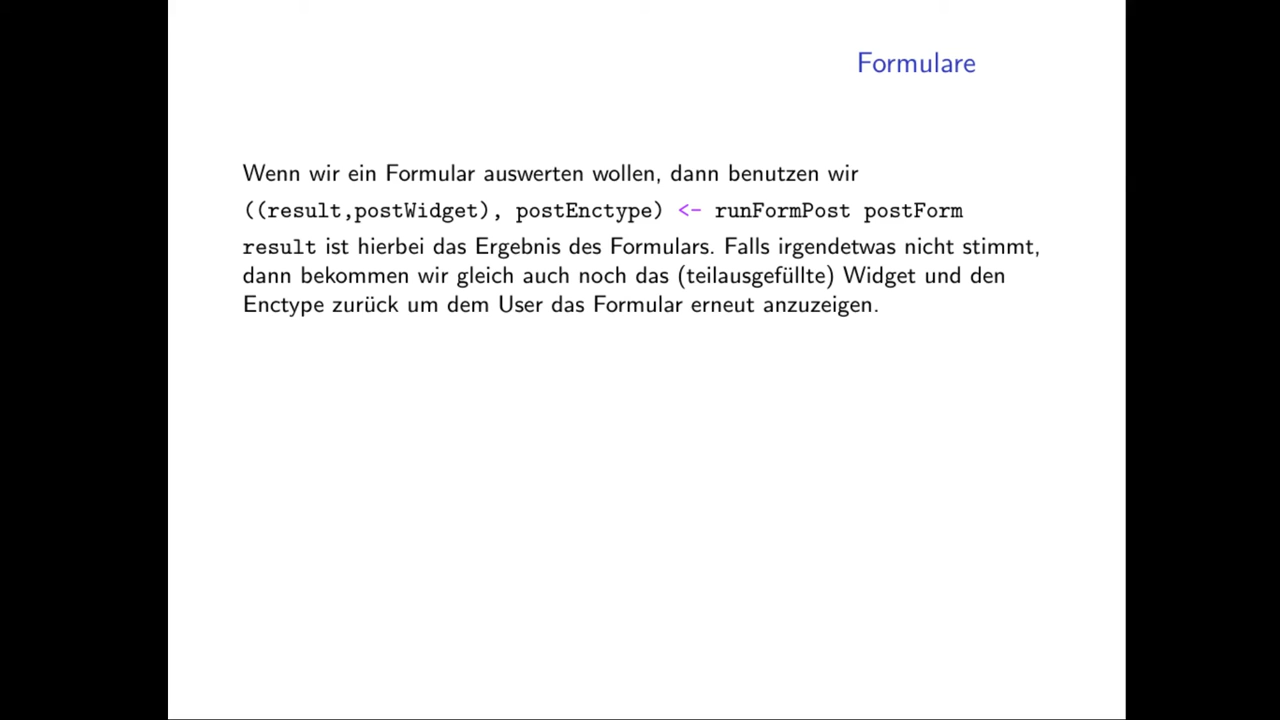 Formulare
Wenn wir ein Formular auswerten wollen, dann benutzen wir
((result,postWidget), postEnctype) <- runFormPost postForm
result ist hierbei das Ergebnis des Formulars. Falls irgendetwas nicht stimmt,
dann bekommen wir gleich auch noch das (teilausgefüllte) Widget und den
Enctype zurück um dem User das Formular erneut anzuzeigen.